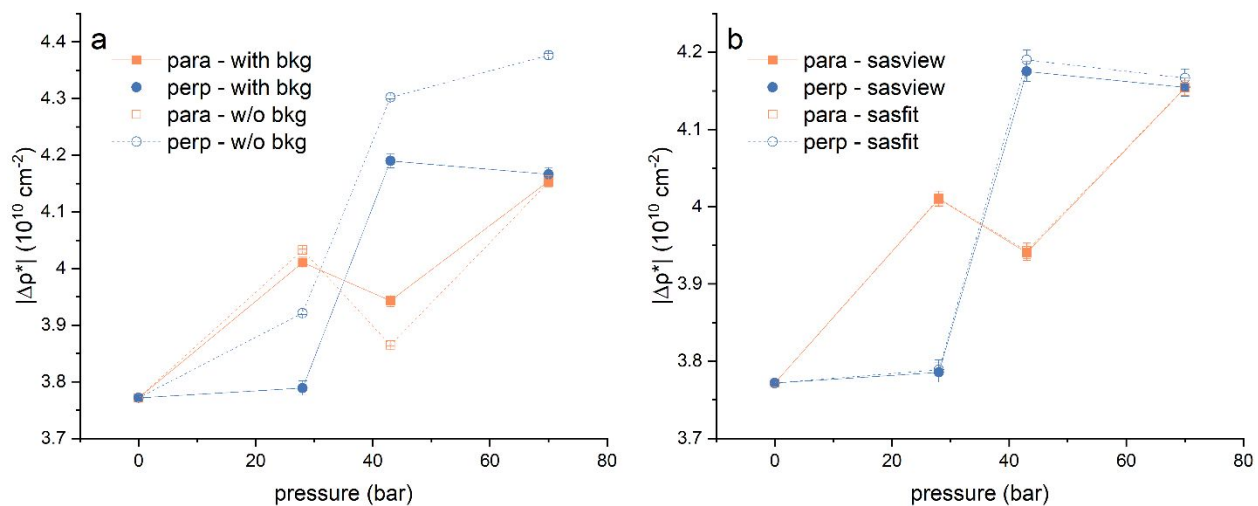 a
para - with bkg
perp - with bkg
para - w/o bkg
perp - w/o bkg
|Δρ*| (10¹⁰ cm⁻²)
4.4
4.3
4.2
4.1
4
3.9
3.8
3.7
0
20
40
60
80
pressure (bar)
b
para - sasview
perp - sasview
para - sasfit
perp - sasfit
|Δρ*| (10¹⁰ cm⁻²)
4.2
4.1
4
3.9
3.8
3.7
0
20
40
60
80
pressure (bar)